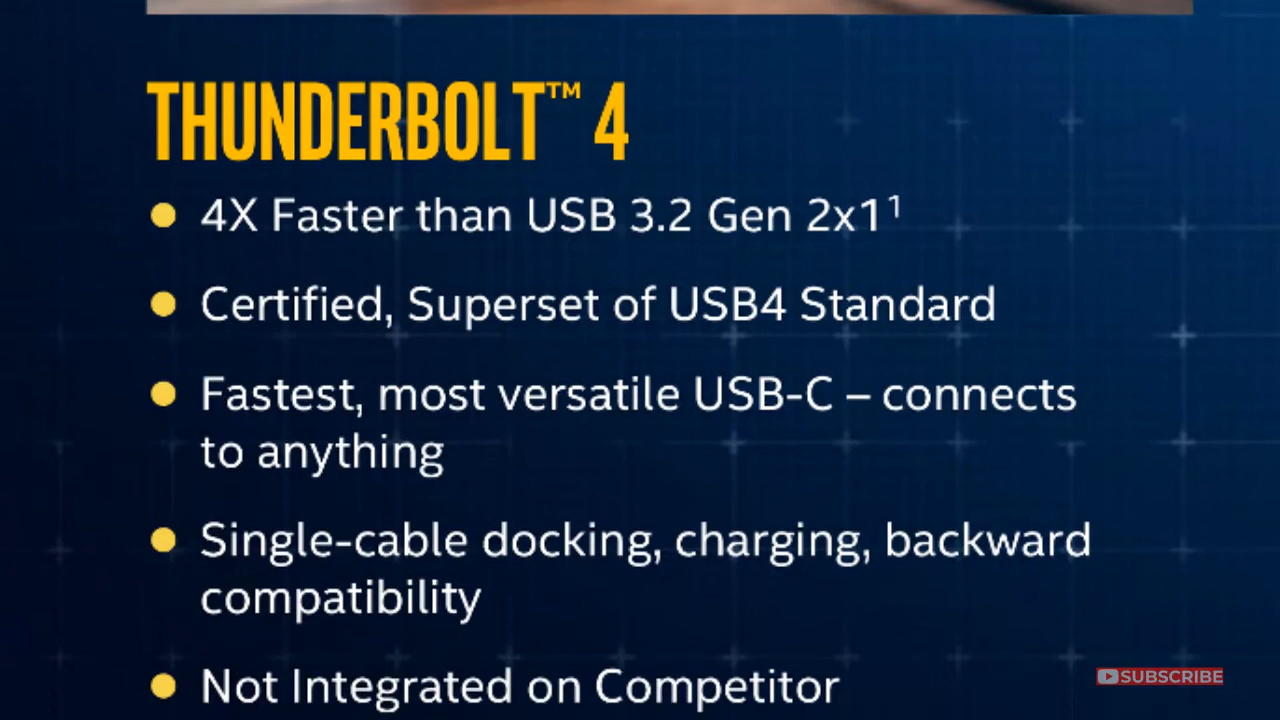 THUNDERBOLT™ 4
4X Faster than USB 3.2 Gen 2x1¹
Certified, Superset of USB4 Standard
Fastest, most versatile USB-C – connects
to anything
Single-cable docking, charging, backward
compatibility
Not Integrated on Competitor
SUBSCRIBE